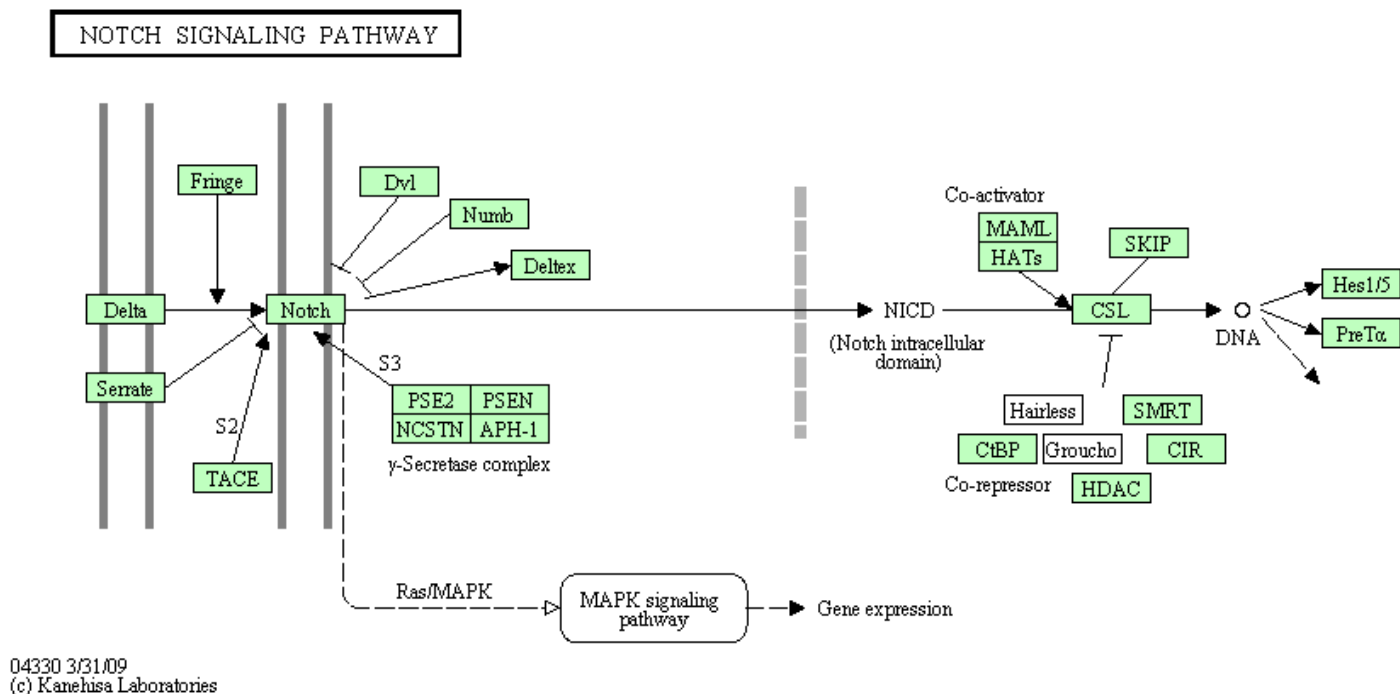 NOTCH SIGNALING PATHWAY
Fringe
Dvl
Numb
Deltex
Delta
Notch
Serrate
S2
TACE
S3
PSE2 PSEN
NCSTN APH-1
γ-Secretase complex
NICD
(Notch intracellular
domain)
Co-activator
MAML
HATs
SKIP
CSL
DNA
Hes1/5
PreTα
Hairless
SMRT
CtBP
Groucho
CIR
Co-repressor
HDAC
Ras/MAPK
MAPK signaling
pathway
Gene expression
04330 3/31/09
(c) Kanehisa Laboratories